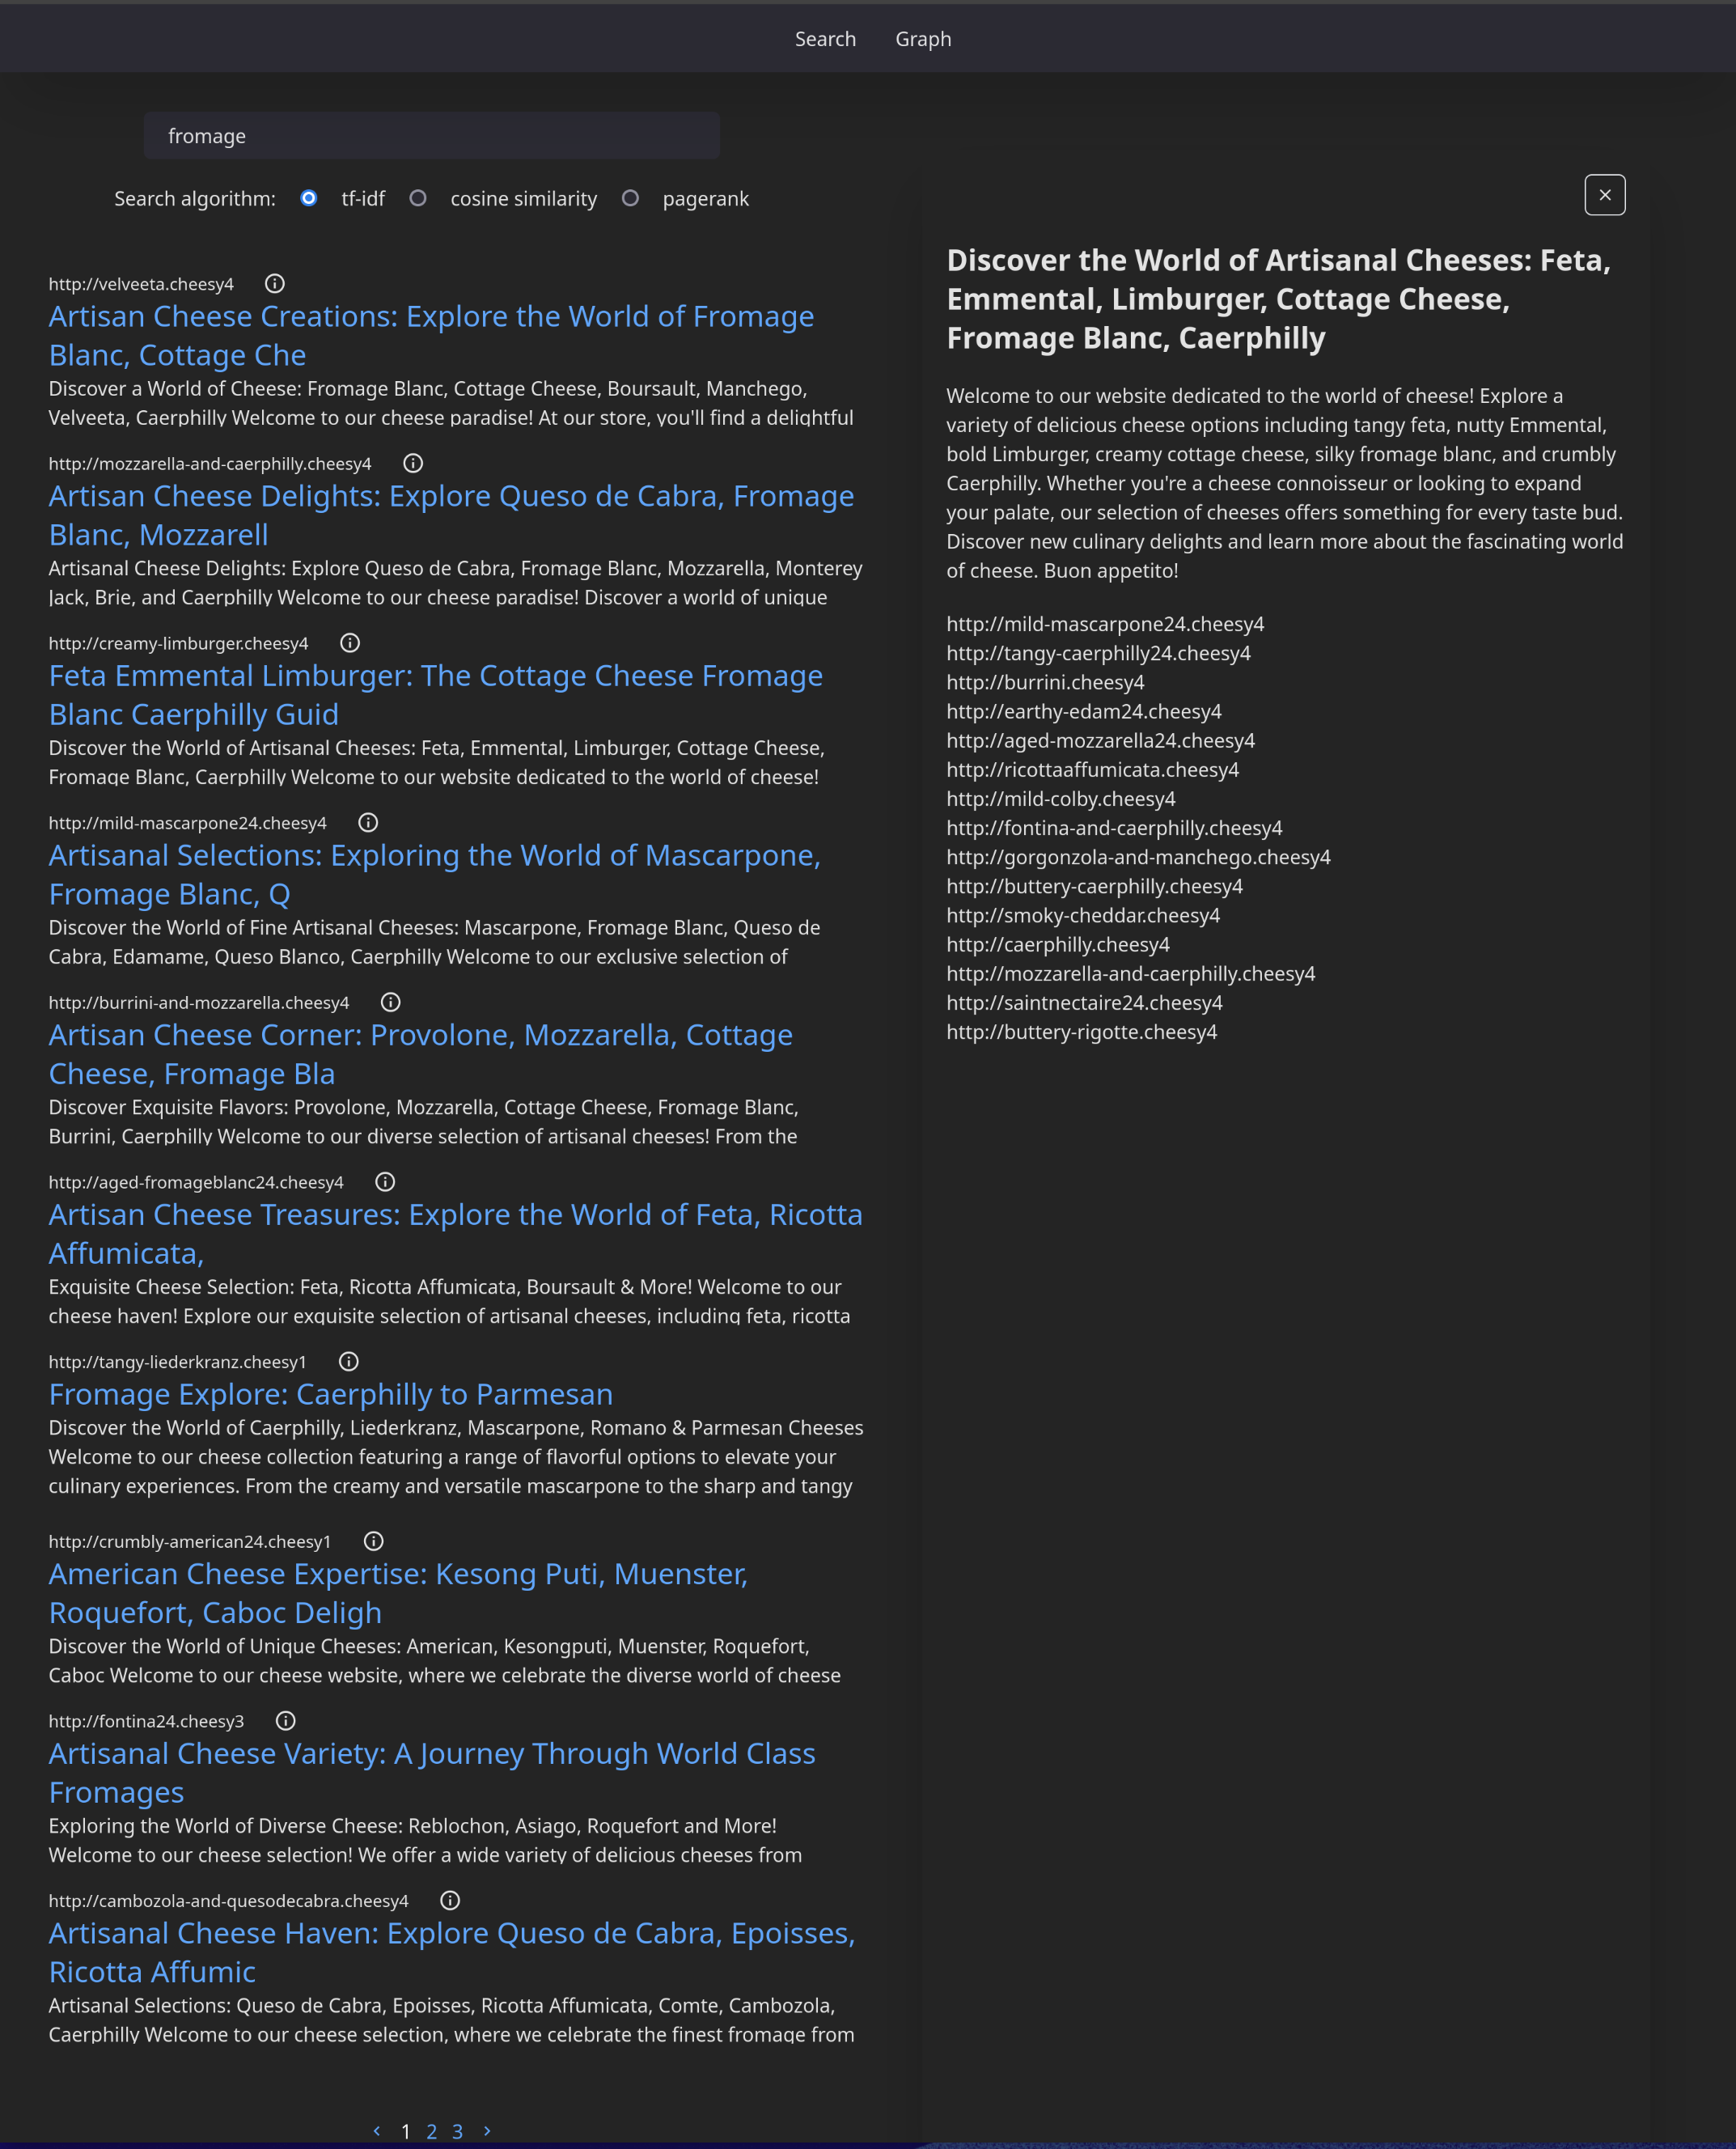 Search Graph
fromage
Search algorithm: tf-idf cosine similarity pagerank
http://velveeta.cheesy4
Artisan Cheese Creations: Explore the World of Fromage
Blanc, Cottage Che
Discover a World of Cheese: Fromage Blanc, Cottage Cheese, Boursault, Manchego,
Velveeta, Caerphilly Welcome to our cheese paradise! At our store, you'll find a delightful
http://mozzarella-and-caerphilly.cheesy4
Artisan Cheese Delights: Explore Queso de Cabra, Fromage
Blanc, Mozzarell
Artisanal Cheese Delights: Explore Queso de Cabra, Fromage Blanc, Mozzarella, Monterey
Jack, Brie, and Caerphilly Welcome to our cheese paradise! Discover a world of unique
http://creamy-limburger.cheesy4
Feta Emmental Limburger: The Cottage Cheese Fromage
Blanc Caerphilly Guid
Discover the World of Artisanal Cheeses: Feta, Emmental, Limburger, Cottage Cheese,
Fromage Blanc, Caerphilly Welcome to our website dedicated to the world of cheese!
http://mild-mascarpone24.cheesy4
Artisanal Selections: Exploring the World of Mascarpone,
Fromage Blanc, Q
Discover the World of Fine Artisanal Cheeses: Mascarpone, Fromage Blanc, Queso de
Cabra, Edamame, Queso Blanco, Caerphilly Welcome to our exclusive selection of
http://burrini-and-mozzarella.cheesy4
Artisan Cheese Corner: Provolone, Mozzarella, Cottage
Cheese, Fromage Bla
Discover Exquisite Flavors: Provolone, Mozzarella, Cottage Cheese, Fromage Blanc,
Burrini, Caerphilly Welcome to our diverse selection of artisanal cheeses! From the
http://aged-fromageblanc24.cheesy4
Artisan Cheese Treasures: Explore the World of Feta, Ricotta
Affumicata,
Exquisite Cheese Selection: Feta, Ricotta Affumicata, Boursault & More! Welcome to our
cheese haven! Explore our exquisite selection of artisanal cheeses, including feta, ricotta
http://tangy-liederkranz.cheesy1
Fromage Explore: Caerphilly to Parmesan
Discover the World of Caerphilly, Liederkranz, Mascarpone, Romano & Parmesan Cheeses
Welcome to our cheese collection featuring a range of flavorful options to elevate your
culinary experiences. From the creamy and versatile mascarpone to the sharp and tangy
http://crumbly-american24.cheesy1
American Cheese Expertise: Kesong Puti, Muenster,
Roquefort, Caboc Deligh
Discover the World of Unique Cheeses: American, Kesongputi, Muenster, Roquefort,
Caboc Welcome to our cheese website, where we celebrate the diverse world of cheese
http://fontina24.cheesy3
Artisanal Cheese Variety: A Journey Through World Class
Fromages
Exploring the World of Diverse Cheese: Reblochon, Asiago, Roquefort and More!
Welcome to our cheese selection! We offer a wide variety of delicious cheeses from
http://cambozola-and-quesodecabra.cheesy4
Artisanal Cheese Haven: Explore Queso de Cabra, Epoisses,
Ricotta Affumic
Artisanal Selections: Queso de Cabra, Epoisses, Ricotta Affumicata, Comte, Cambozola,
Caerphilly Welcome to our cheese selection, where we celebrate the finest fromage from
‹ 1 2 3 ›
Discover the World of Artisanal Cheeses: Feta,
Emmental, Limburger, Cottage Cheese,
Fromage Blanc, Caerphilly
Welcome to our website dedicated to the world of cheese! Explore a
variety of delicious cheese options including tangy feta, nutty Emmental,
bold Limburger, creamy cottage cheese, silky fromage blanc, and crumbly
Caerphilly. Whether you're a cheese connoisseur or looking to expand
your palate, our selection of cheeses offers something for every taste bud.
Discover new culinary delights and learn more about the fascinating world
of cheese. Buon appetito!
http://mild-mascarpone24.cheesy4
http://tangy-caerphilly24.cheesy4
http://burrini.cheesy4
http://earthy-edam24.cheesy4
http://aged-mozzarella24.cheesy4
http://ricottaaffumicata.cheesy4
http://mild-colby.cheesy4
http://fontina-and-caerphilly.cheesy4
http://gorgonzola-and-manchego.cheesy4
http://buttery-caerphilly.cheesy4
http://smoky-cheddar.cheesy4
http://caerphilly.cheesy4
http://mozzarella-and-caerphilly.cheesy4
http://saintnectaire24.cheesy4
http://buttery-rigotte.cheesy4